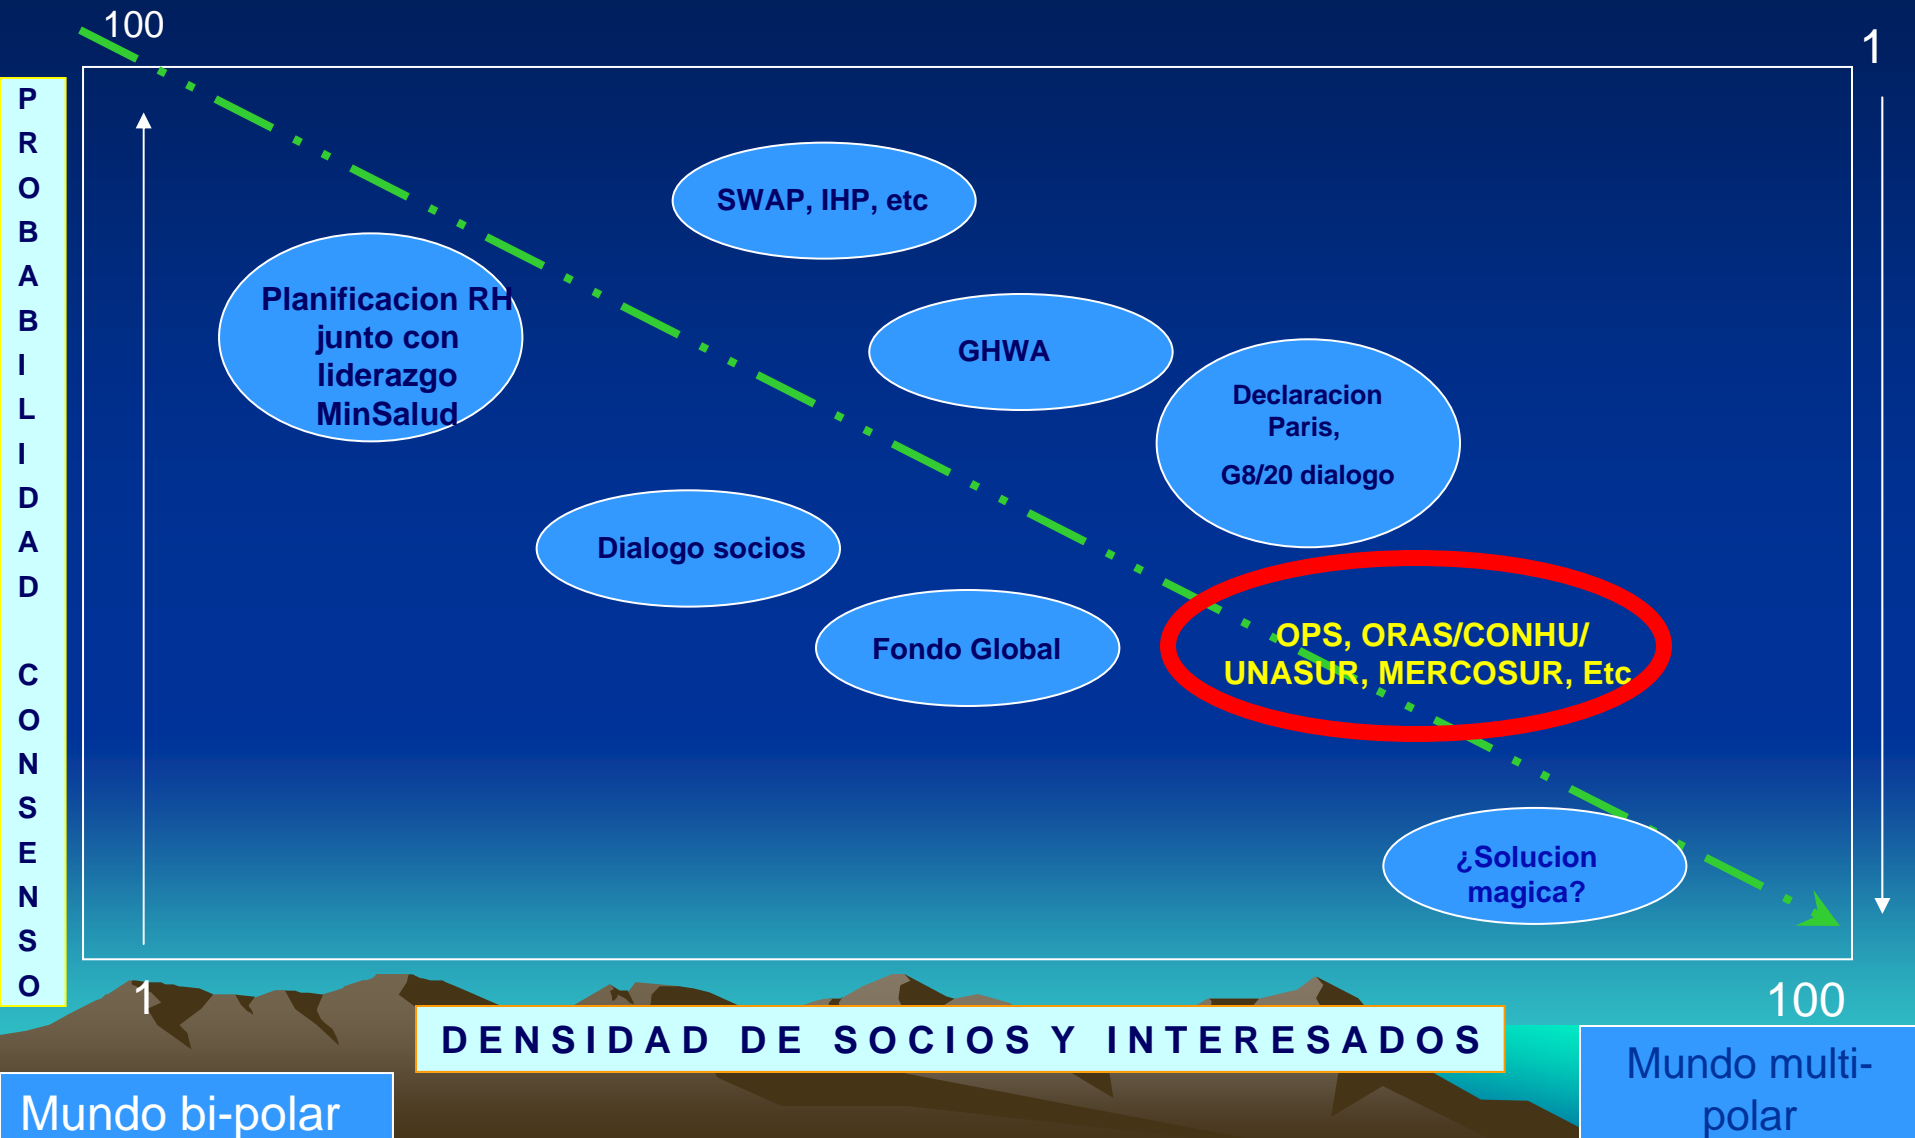 100
1
PROBABILIDAD CONSENSO
SWAP, IHP, etc
Planificacion RH
junto con
liderazgo
MinSalud
GHWA
Declaracion
Paris,
G8/20 dialogo
Dialogo socios
Fondo Global
OPS, ORAS/CONHU/
UNASUR, MERCOSUR, Etc
¿Solucion
magica?
1
100
DENSIDAD DE SOCIOS Y INTERESADOS
Mundo bi-polar
Mundo multi-
polar